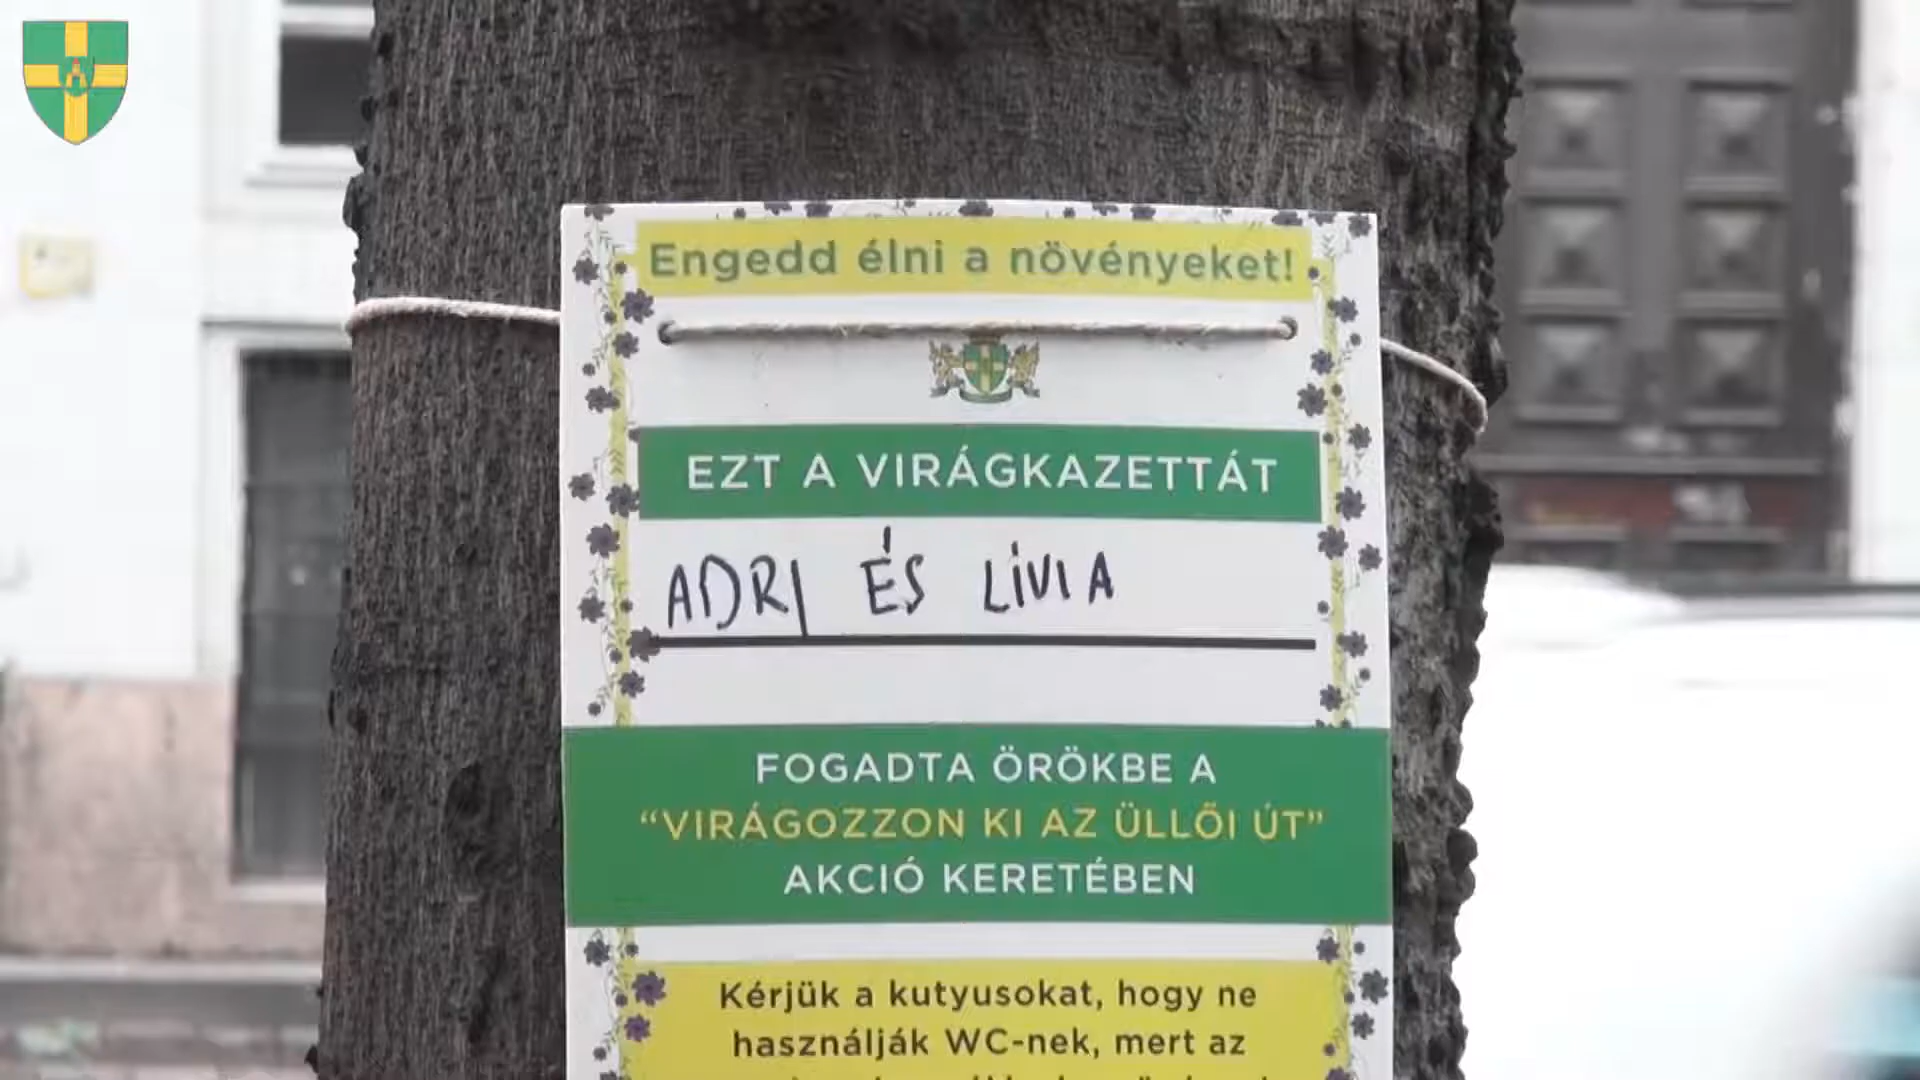 Engedd élni a növényeket!
EZT A VIRÁGKAZETTÁT
ADRI ÉS LÍVIA
FOGADTA ÖRÖKBE A
“VIRÁGOZZON KI AZ ÜLLŐI ÚT”
AKCIÓ KERETÉBEN
Kérjük a kutyusokat, hogy ne
használják WC-nek, mert az